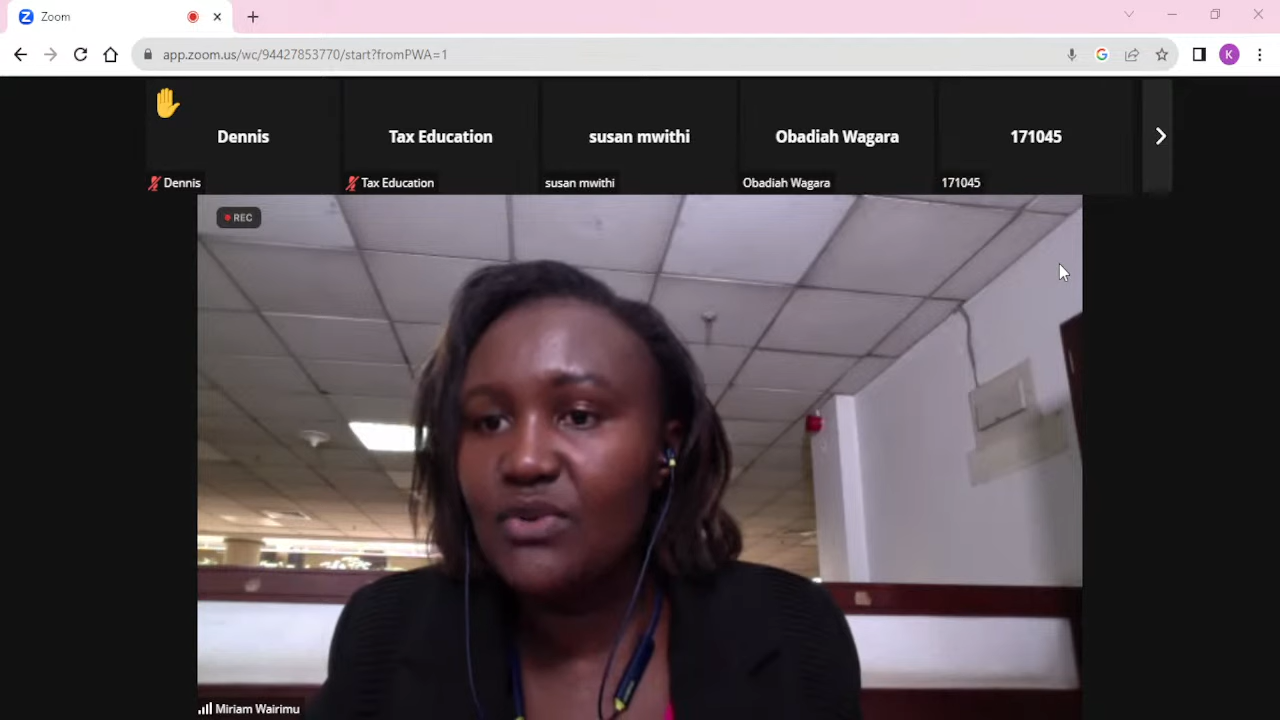 Zoom
app.zoom.us/wc/94427853770/start?fromPWA=1
K
Dennis
Tax Education
susan mwithi
Obadiah Wagara
171045
Dennis
Tax Education
susan mwithi
Obadiah Wagara
171045
REC
Miriam Wairimu